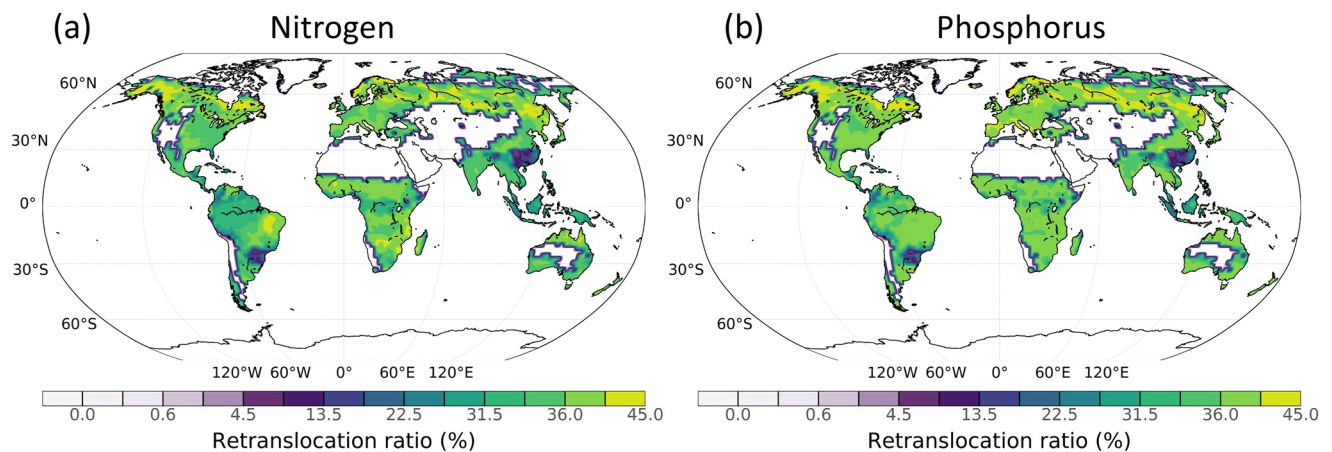 (a) Nitrogen
60°N
30°N
0°
30°S
60°S
120°W 60°W 0° 60°E 120°E
0.0 0.6 4.5 13.5 22.5 31.5 36.0 45.0
Retranslocation ratio (%)
(b) Phosphorus
60°N
30°N
0°
30°S
60°S
120°W 60°W 0° 60°E 120°E
0.0 0.6 4.5 13.5 22.5 31.5 36.0 45.0
Retranslocation ratio (%)